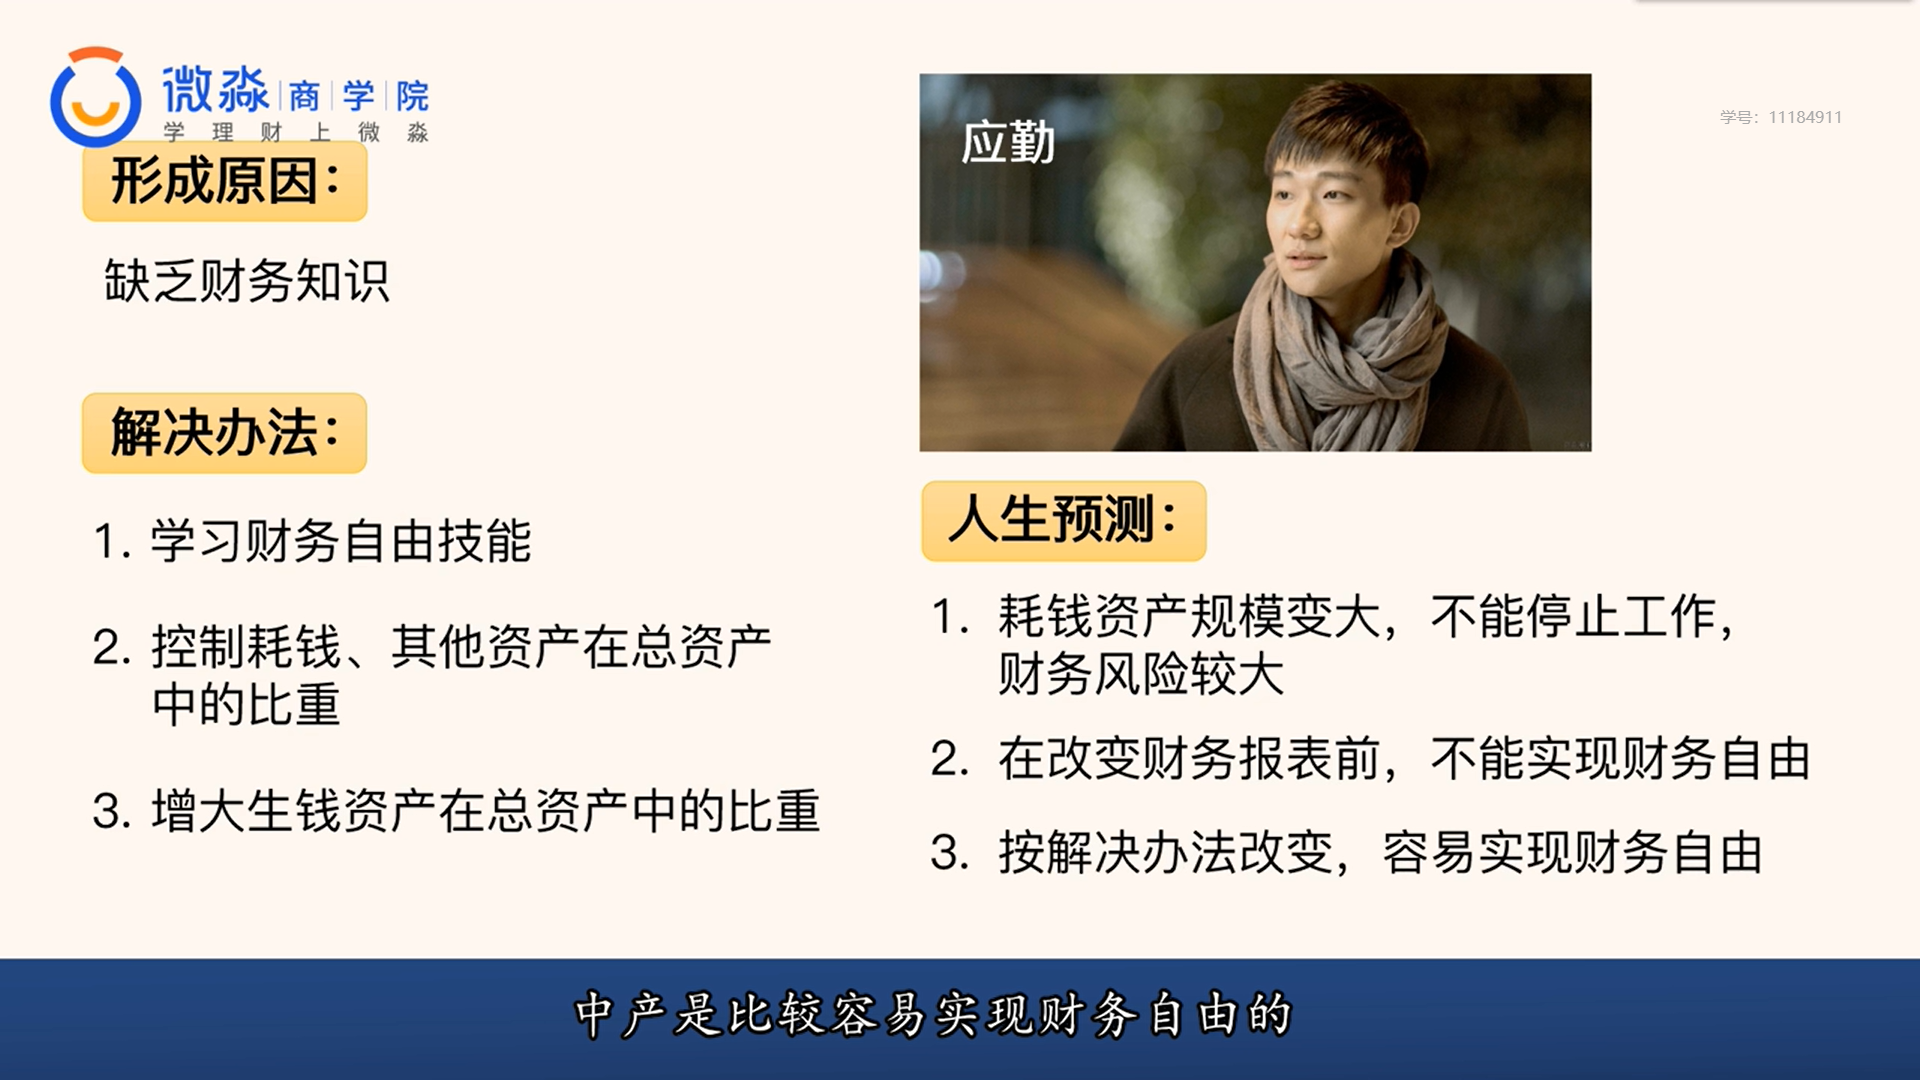 微淼 商学院
学理财上微淼
学号：11184911
形成原因：
缺乏财务知识
解决办法：
1. 学习财务自由技能
2. 控制耗钱、其他资产在总资产
中的比重
3. 增大生钱资产在总资产中的比重
应勤
人生预测：
1. 耗钱资产规模变大，不能停止工作，
财务风险较大
2. 在改变财务报表前，不能实现财务自由
3. 按解决办法改变，容易实现财务自由
中产是比较容易实现财务自由的